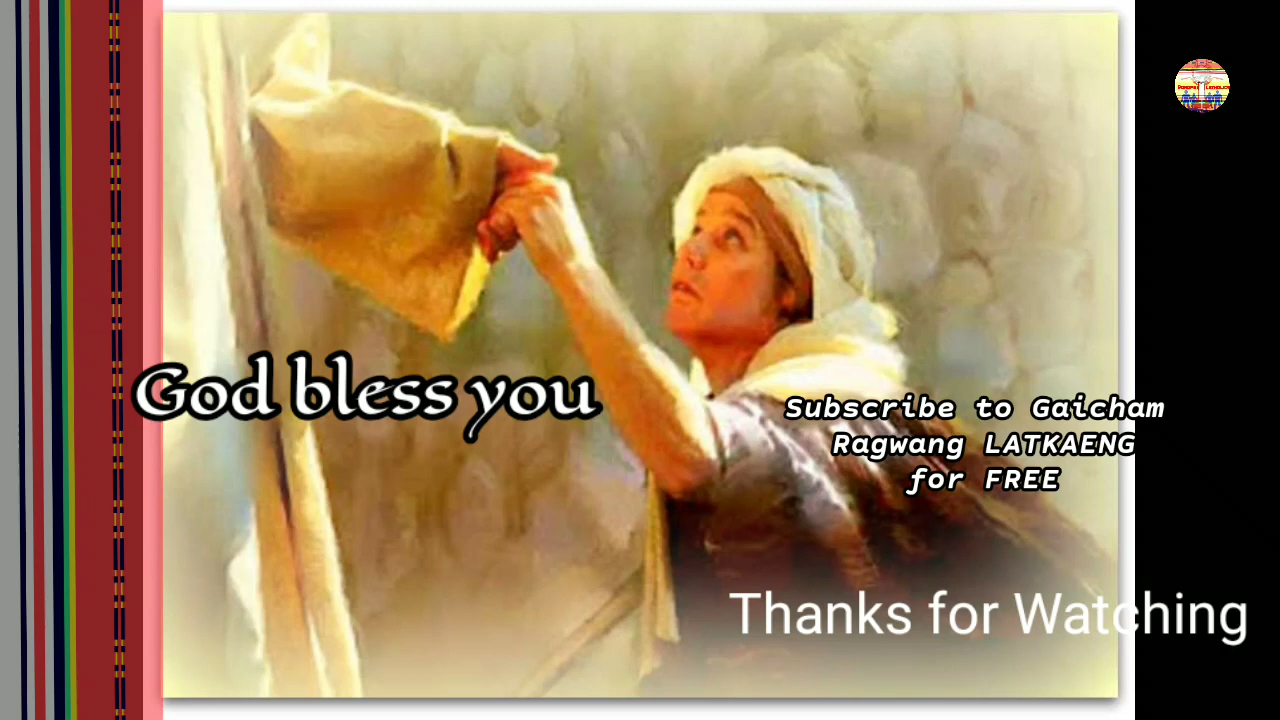 God bless you
Subscribe to Gaicham
Ragwang LATKAENG
for FREE
Thanks for Watching